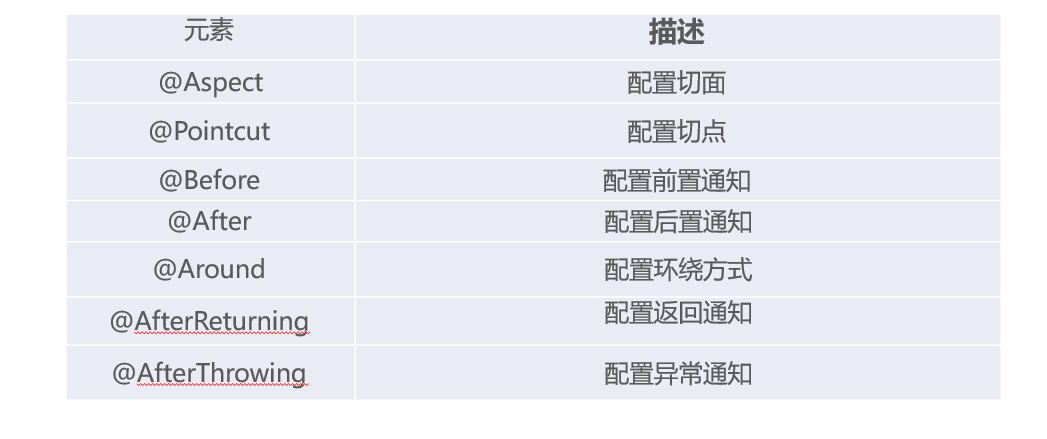 元素 描述
@Aspect 配置切面
@Pointcut 配置切点
@Before 配置前置通知
@After 配置后置通知
@Around 配置环绕方式
@AfterReturning 配置返回通知
@AfterThrowing 配置异常通知